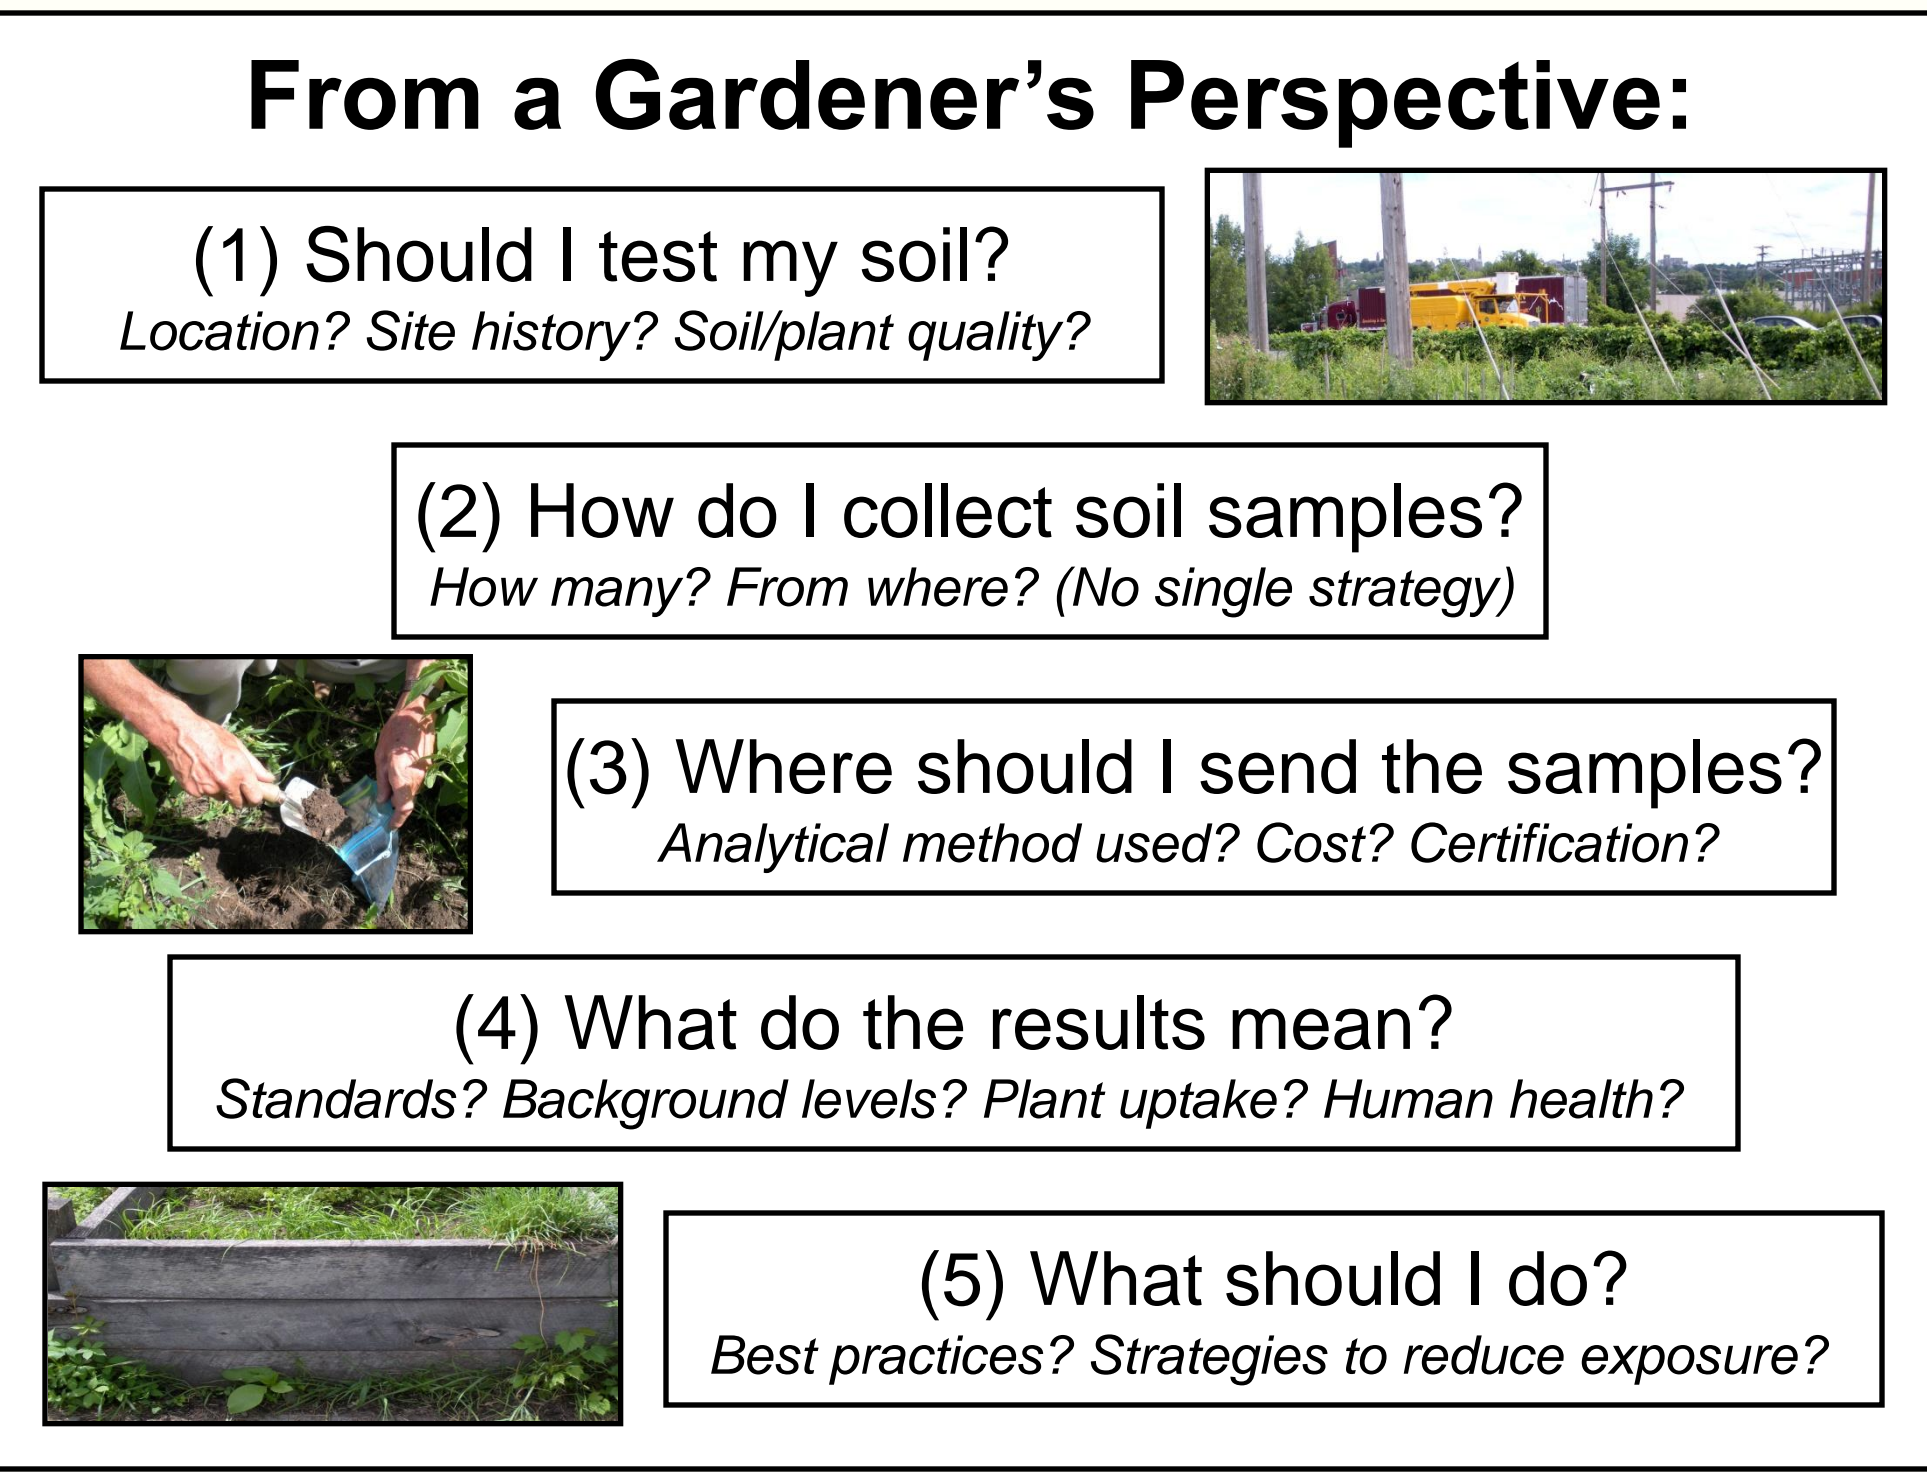 From a Gardener’s Perspective:
(1) Should I test my soil?
Location? Site history? Soil/plant quality?
(2) How do I collect soil samples?
How many? From where? (No single strategy)
(3) Where should I send the samples?
Analytical method used? Cost? Certification?
(4) What do the results mean?
Standards? Background levels? Plant uptake? Human health?
(5) What should I do?
Best practices? Strategies to reduce exposure?